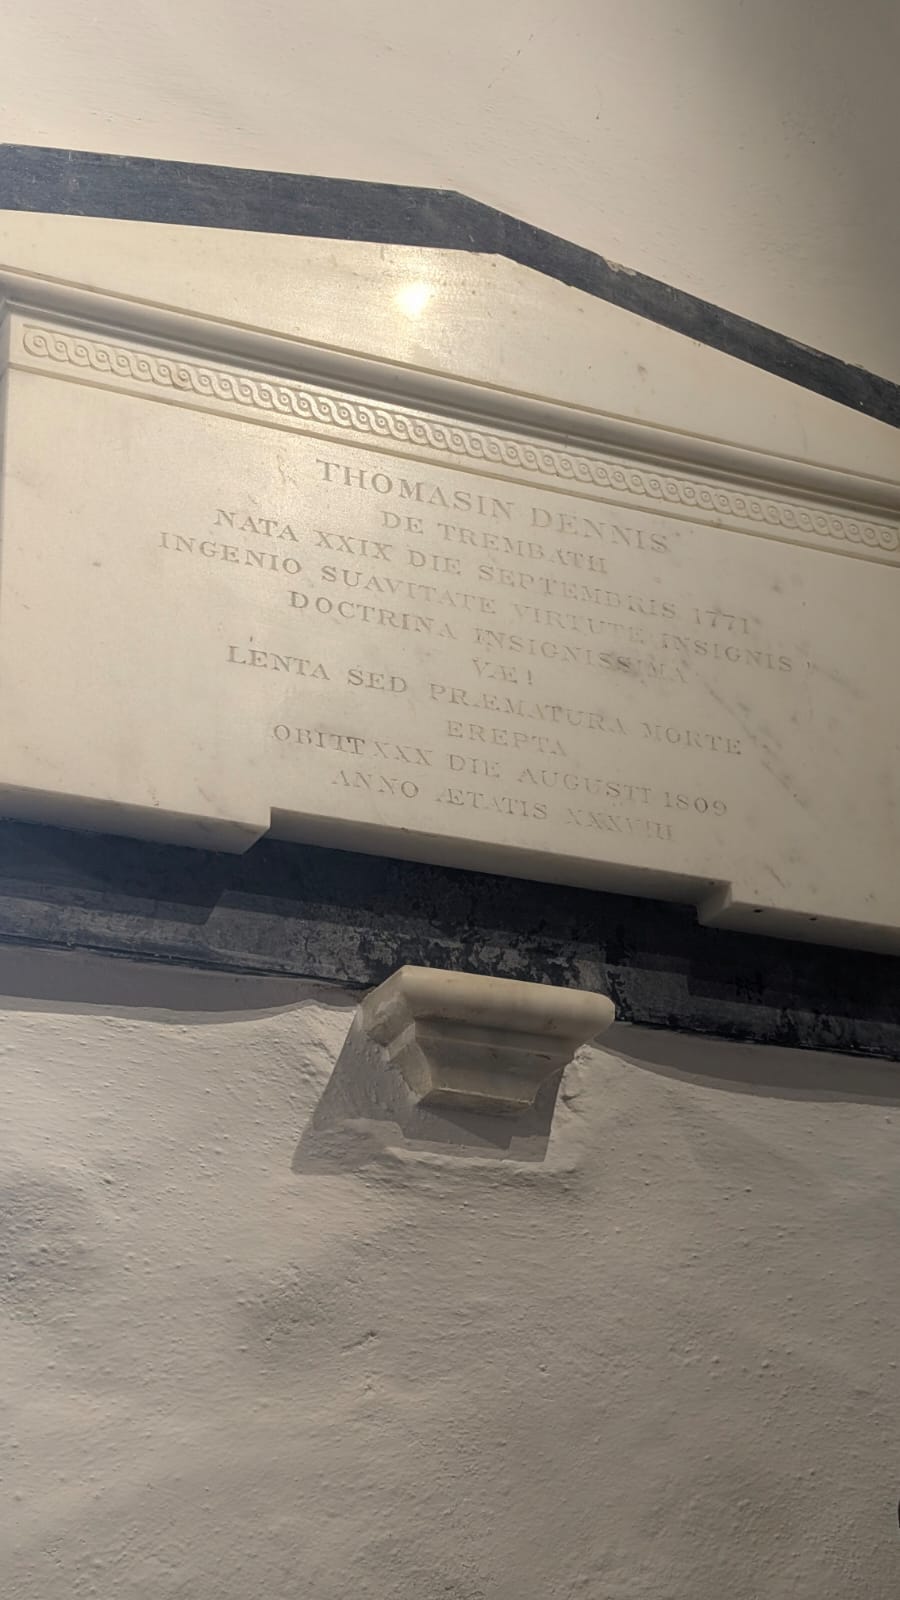 THOMASIN DENNIS
DE TREMBATH
NATA XXIX DIE SEPTEMBRIS 1771
INGENIO SUAVITATE VIRTUTE INSIGNIS
DOCTRINA INSIGNISSIMA
VÆ!
LENTA SED PRÆMATURA MORTE
EREPTA
OBIIT XXX DIE AUGUSTI 1809
ANNO ÆTATIS XXXVIII